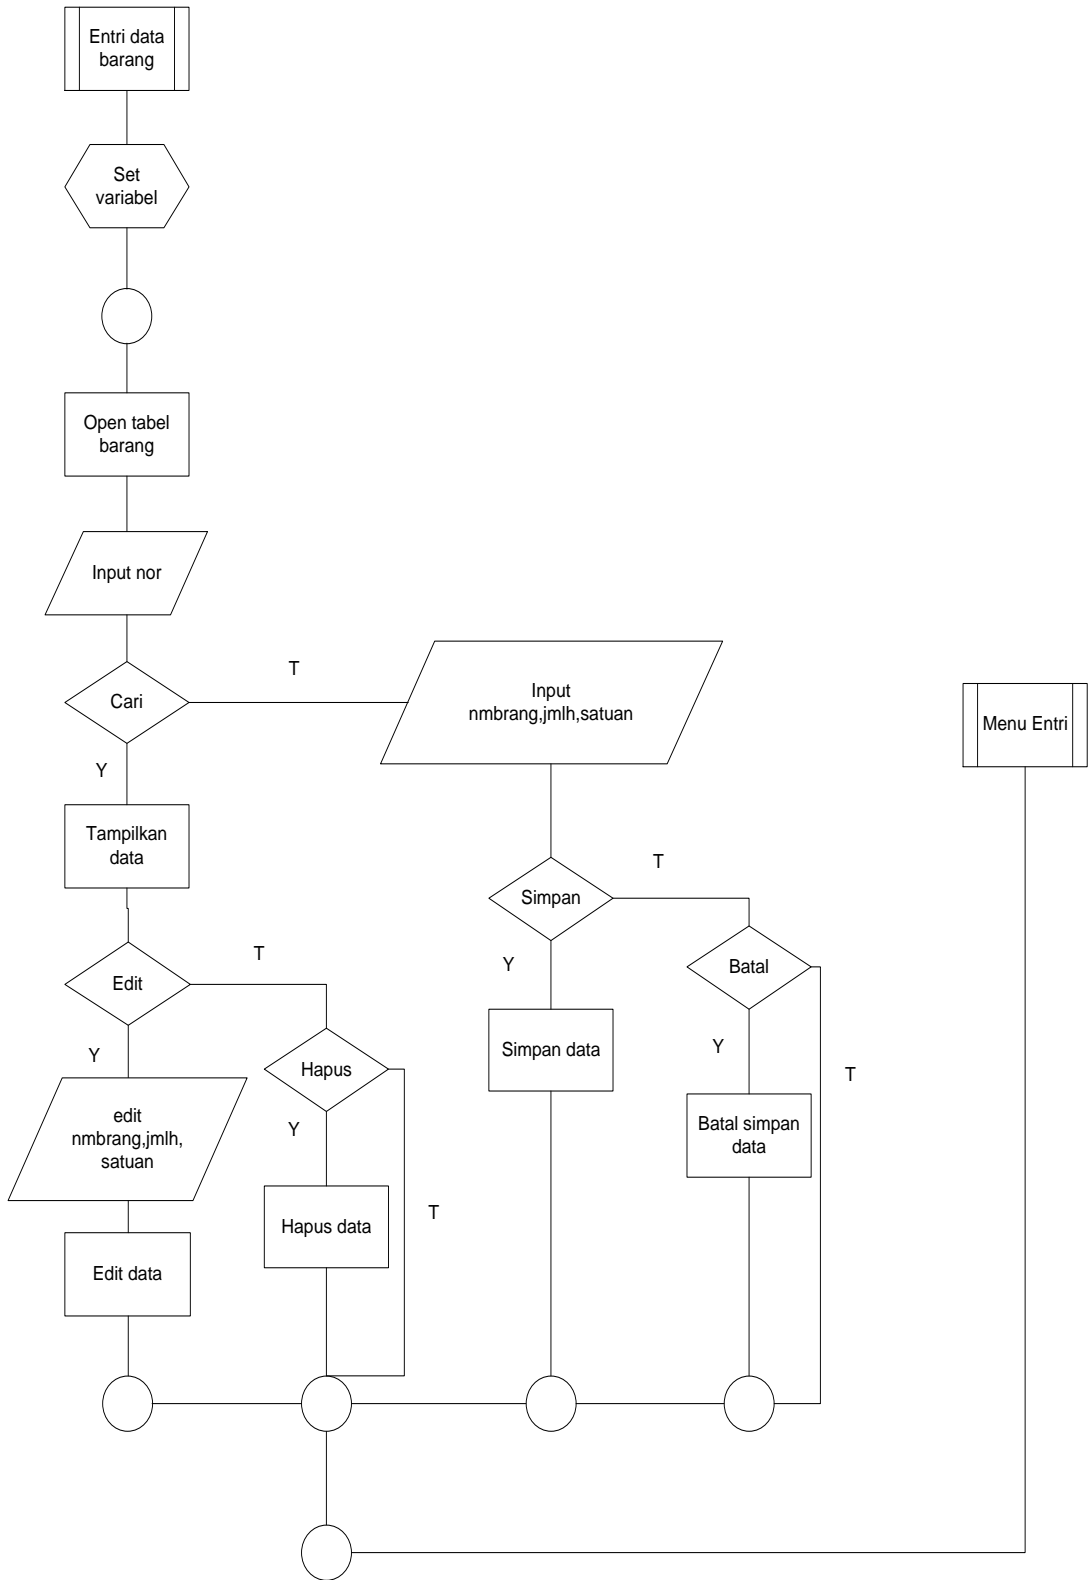 Entri data
barang
Set
variabel
Open tabel
barang
Input nor
Cari
T
Input
nmbrang,jmlh,satuan
Menu Entri
Y
Tampilkan
data
Simpan
T
Edit
T
Y
Batal
Y
Hapus
Simpan data
Y
T
edit
nmbrang,jmlh,
satuan
Y
Batal simpan
data
Hapus data
T
Edit data